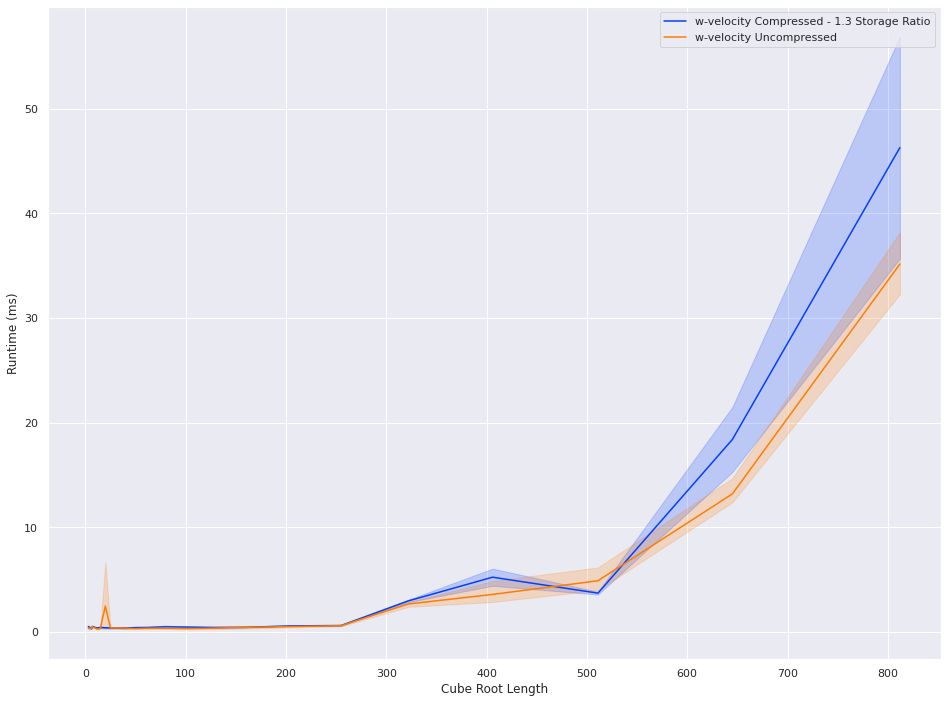 w-velocity Compressed - 1.3 Storage Ratio
w-velocity Uncompressed
Runtime (ms)
50
40
30
20
10
0
0 100 200 300 400 500 600 700 800
Cube Root Length